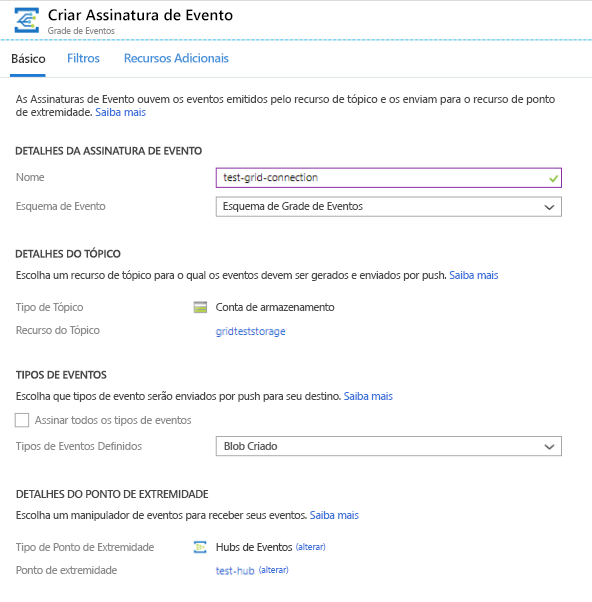 Criar Assinatura de Evento
Grade de Eventos
Básico Filtros Recursos Adicionais
As Assinaturas de Evento ouvem os eventos emitidos pelo recurso de tópico e os enviam para o recurso de ponto
de extremidade. Saiba mais
DETALHES DA ASSINATURA DE EVENTO
Nome test-grid-connection
Esquema de Evento Esquema de Grade de Eventos
DETALHES DO TÓPICO
Escolha um recurso de tópico para o qual os eventos devem ser gerados e enviados por push. Saiba mais
Tipo de Tópico Conta de armazenamento
Recurso do Tópico gridteststorage
TIPOS DE EVENTOS
Escolha que tipos de evento serão enviados por push para seu destino. Saiba mais
Assinar todos os tipos de eventos
Tipos de Eventos Definidos Blob Criado
DETALHES DO PONTO DE EXTREMIDADE
Escolha um manipulador de eventos para receber seus eventos. Saiba mais
Tipo de Ponto de Extremidade Hubs de Eventos (alterar)
Ponto de extremidade test-hub (alterar)